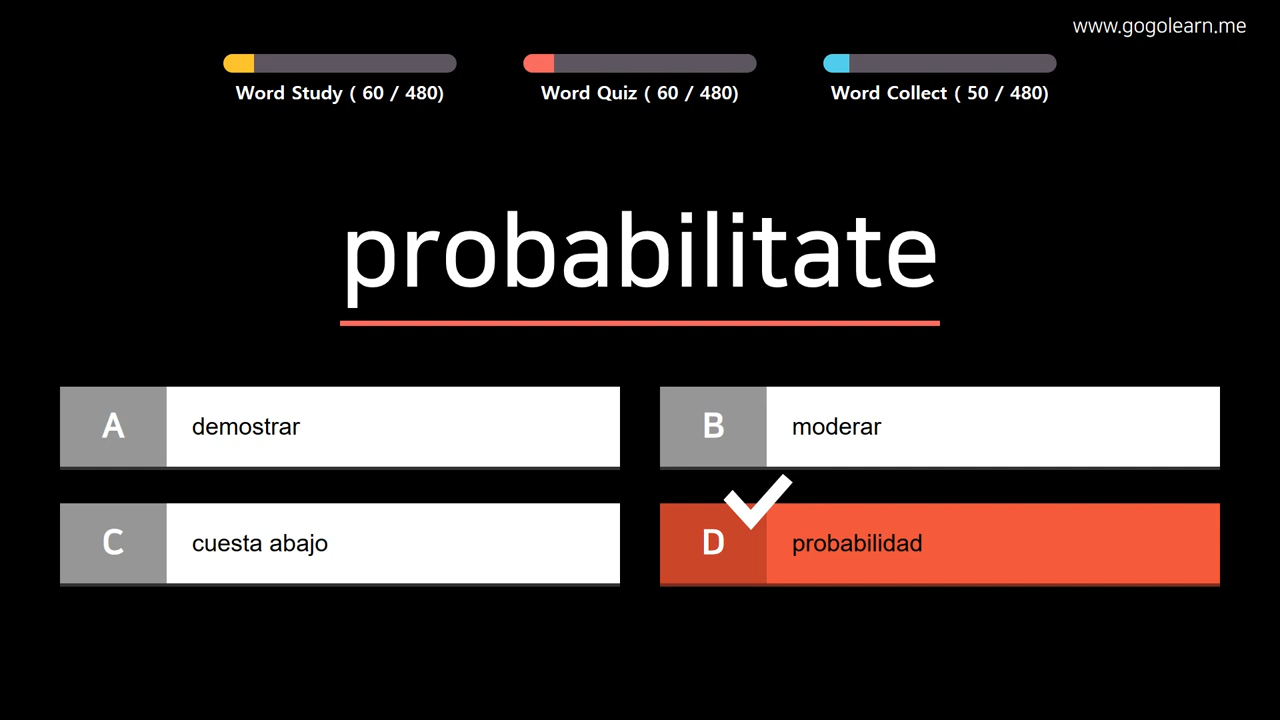 www.gogolearn.me
Word Study ( 60 / 480)
Word Quiz ( 60 / 480)
Word Collect ( 50 / 480)
probabilitate
A demostrar
B moderar
C cuesta abajo
D probabilidad